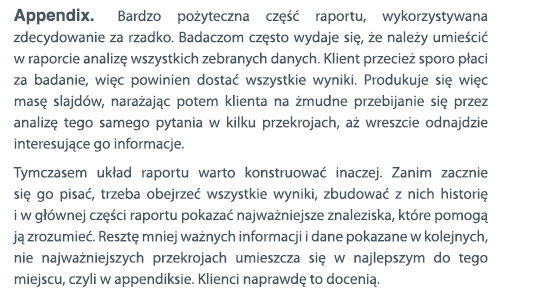 Appendix. Bardzo pożyteczna część raportu, wykorzystywana
zdecydowanie za rzadko. Badaczom często wydaje się, że należy umieścić
w raporcie analizę wszystkich zebranych danych. Klient przecież sporo płaci
za badanie, więc powinien dostać wszystkie wyniki. Produkuje się więc
masę slajdów, narażając potem klienta na żmudne przebijanie się przez
analizę tego samego pytania w kilku przekrojach, aż wreszcie odnajdzie
interesujące go informacje.
Tymczasem układ raportu warto konstruować inaczej. Zanim zacznie
się go pisać, trzeba obejrzeć wszystkie wyniki, zbudować z nich historię
i w głównej części raportu pokazać najważniejsze znaleziska, które pomogą
ją zrozumieć. Resztę mniej ważnych informacji i dane pokazane w kolejnych,
nie najważniejszych przekrojach umieszcza się w najlepszym do tego
miejscu, czyli w appendiksie. Klienci naprawdę to docenią.